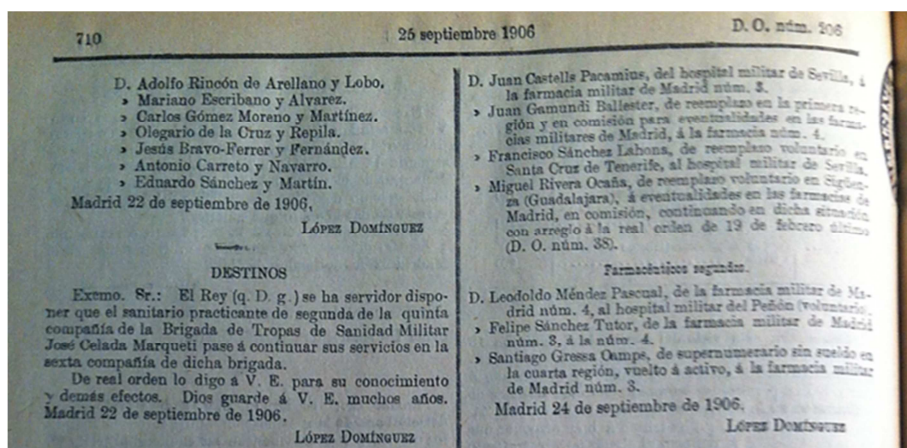 710
25 septiembre 1906
D. O. núm. 206
D. Adolfo Rincón de Arellano y Lobo.
» Mariano Escribano y Alvarez.
» Carlos Gómez Moreno y Martínez.
» Olegario de la Cruz y Repila.
» Jesús Bravo-Ferrer y Fernández.
» Antonio Carreto y Navarro.
» Eduardo Sánchez y Martín.
Madrid 22 de septiembre de 1906.
LÓPEZ DOMÍNGUEZ
DESTINOS
Exemo. Sr.: El Rey (q. D. g.) se ha servidor dispo-
ner que el sanitario practicante de segunda de la quinta
compañía de la Brigada de Tropas de Sanidad Militar
José Celada Marqueti pase á continuar sus servicios en la
sexta compañía de dicha brigada.
De real orden lo digo á V. E. para su conocimiento
y demás efectos. Dios guarde á V. E. muchos años.
Madrid 22 de septiembre de 1906.
LÓPEZ DOMÍNGUEZ
D. Juan Castells Pacamius, del hospital militar de Sevilla, á
la farmacia militar de Madrid núm. 3.
» Juan Gamundi Ballester, de reemplazo en la primera re-
gión y en comisión para eventualidades en las farma-
cias militares de Madrid, á la farmacia núm. 4.
» Francisco Sánchez Lahona, de reemplazo voluntario en
Santa Cruz de Tenerife, al hospital militar de Sevilla.
» Miguel Rivera Ocaña, de reemplazo voluntario en Sigüen-
za (Guadalajara), á eventualidades en las farmacias de
Madrid, en comisión, continuando en dicha situación
con arreglo á la real orden de 19 de febrero último
(D. O. núm. 38).
Farmacéuticos segundos.
D. Leodoldo Méndez Pascual, de la farmacia militar de Ma-
drid núm. 4, al hospital militar del Peñón (voluntario.
» Felipe Sánchez Tutor, de la farmacia militar de Madrid
núm. 3, á la núm. 4.
» Santiago Gressa Camps, de supernumerario sin sueldo en
la cuarta región, vuelto á activo, á la farmacia militar
de Madrid núm. 3.
Madrid 24 de septiembre de 1906.
LÓPEZ DOMÍNGUEZ